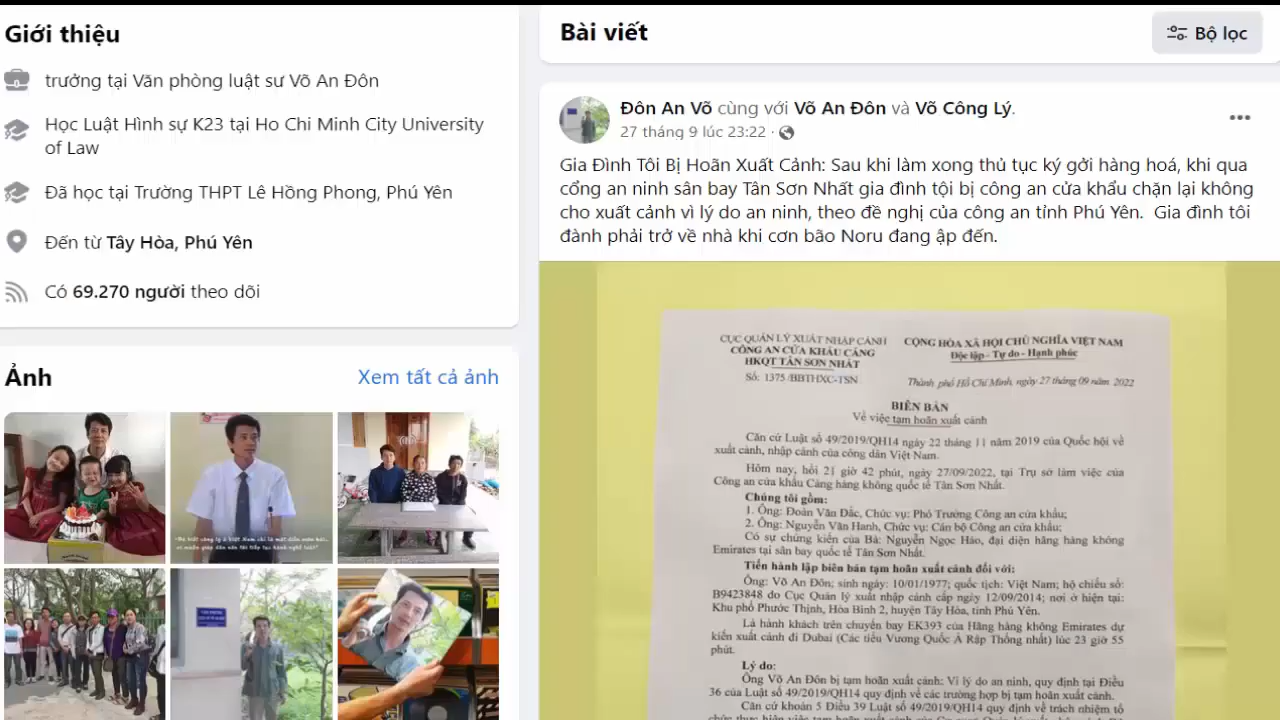 Giới thiệu
trưởng tại Văn phòng luật sư Võ An Đôn
Học Luật Hình sự K23 tại Ho Chi Minh City University
of Law
Đã học tại Trường THPT Lê Hồng Phong, Phú Yên
Đến từ Tây Hòa, Phú Yên
Có 69.270 người theo dõi
Ảnh
Xem tất cả ảnh
Bài viết
Bộ lọc
Đôn An Võ cùng với Võ An Đôn và Võ Công Lý.
27 tháng 9 lúc 23:22 ·
Gia Đình Tôi Bị Hoãn Xuất Cảnh: Sau khi làm xong thủ tục ký gởi hàng hoá, khi qua
cổng an ninh sân bay Tân Sơn Nhất gia đình tội bị công an cửa khẩu chặn lại không
cho xuất cảnh vì lý do an ninh, theo đề nghị của công an tỉnh Phú Yên. Gia đình tôi
đành phải trở về nhà khi cơn bão Noru đang ập đến.
CỤC QUẢN LÝ XUẤT NHẬP CẢNH
CÔNG AN CỬA KHẨU CẢNG
HKQT TÂN SƠN NHẤT
Số: 1375 /BBTHXC-TSN
CỘNG HÒA XÃ HỘI CHỦ NGHĨA VIỆT NAM
Độc lập - Tự do - Hạnh phúc
Thành phố Hồ Chí Minh, ngày 27 tháng 09 năm 2022
BIÊN BẢN
Về việc tạm hoãn xuất cảnh
Căn cứ Luật số 49/2019/QH14 ngày 22 tháng 11 năm 2019 của Quốc hội về
xuất cảnh, nhập cảnh của công dân Việt Nam.
Hôm nay, hồi 21 giờ 42 phút, ngày 27/09/2022, tại Trụ sở làm việc của
Công an cửa khẩu Cảng hàng không quốc tế Tân Sơn Nhất.
Chúng tôi gồm:
1. Ông: Đoàn Văn Đắc, Chức vụ: Phó Trưởng Công an cửa khẩu;
2. Ông: Nguyễn Văn Hanh, Chức vụ: Cán bộ Công an cửa khẩu;
Có sự chứng kiến của Bà: Nguyễn Ngọc Hảo, đại diện hãng hàng không
Emirates tại sân bay quốc tế Tân Sơn Nhất.
Tiến hành lập biên bản tạm hoãn xuất cảnh đối với:
Ông: Võ An Đôn; sinh ngày: 10/01/1977; quốc tịch: Việt Nam; hộ chiếu số:
B9423848 do Cục Quản lý xuất nhập cảnh cấp ngày 12/09/2014; nơi ở hiện tại:
Khu phố Phước Thịnh, Hòa Bình 2, huyện Tây Hòa, tỉnh Phú Yên.
Là hành khách trên chuyến bay EK393 của Hãng hàng không Emirates dự
kiến xuất cảnh đi Dubai (Các tiểu Vương Quốc Ả Rập Thống nhất) lúc 23 giờ 55
phút.
Lý do:
Ông Võ An Đôn bị tạm hoãn xuất cảnh: Vì lý do an ninh, quy định tại Điều
36 của Luật số 49/2019/QH14 quy định về các trường hợp bị tạm hoãn xuất cảnh.
Căn cứ khoản 5 Điều 39 Luật số 49/2019/QH14 quy định về trách nhiệm tổ